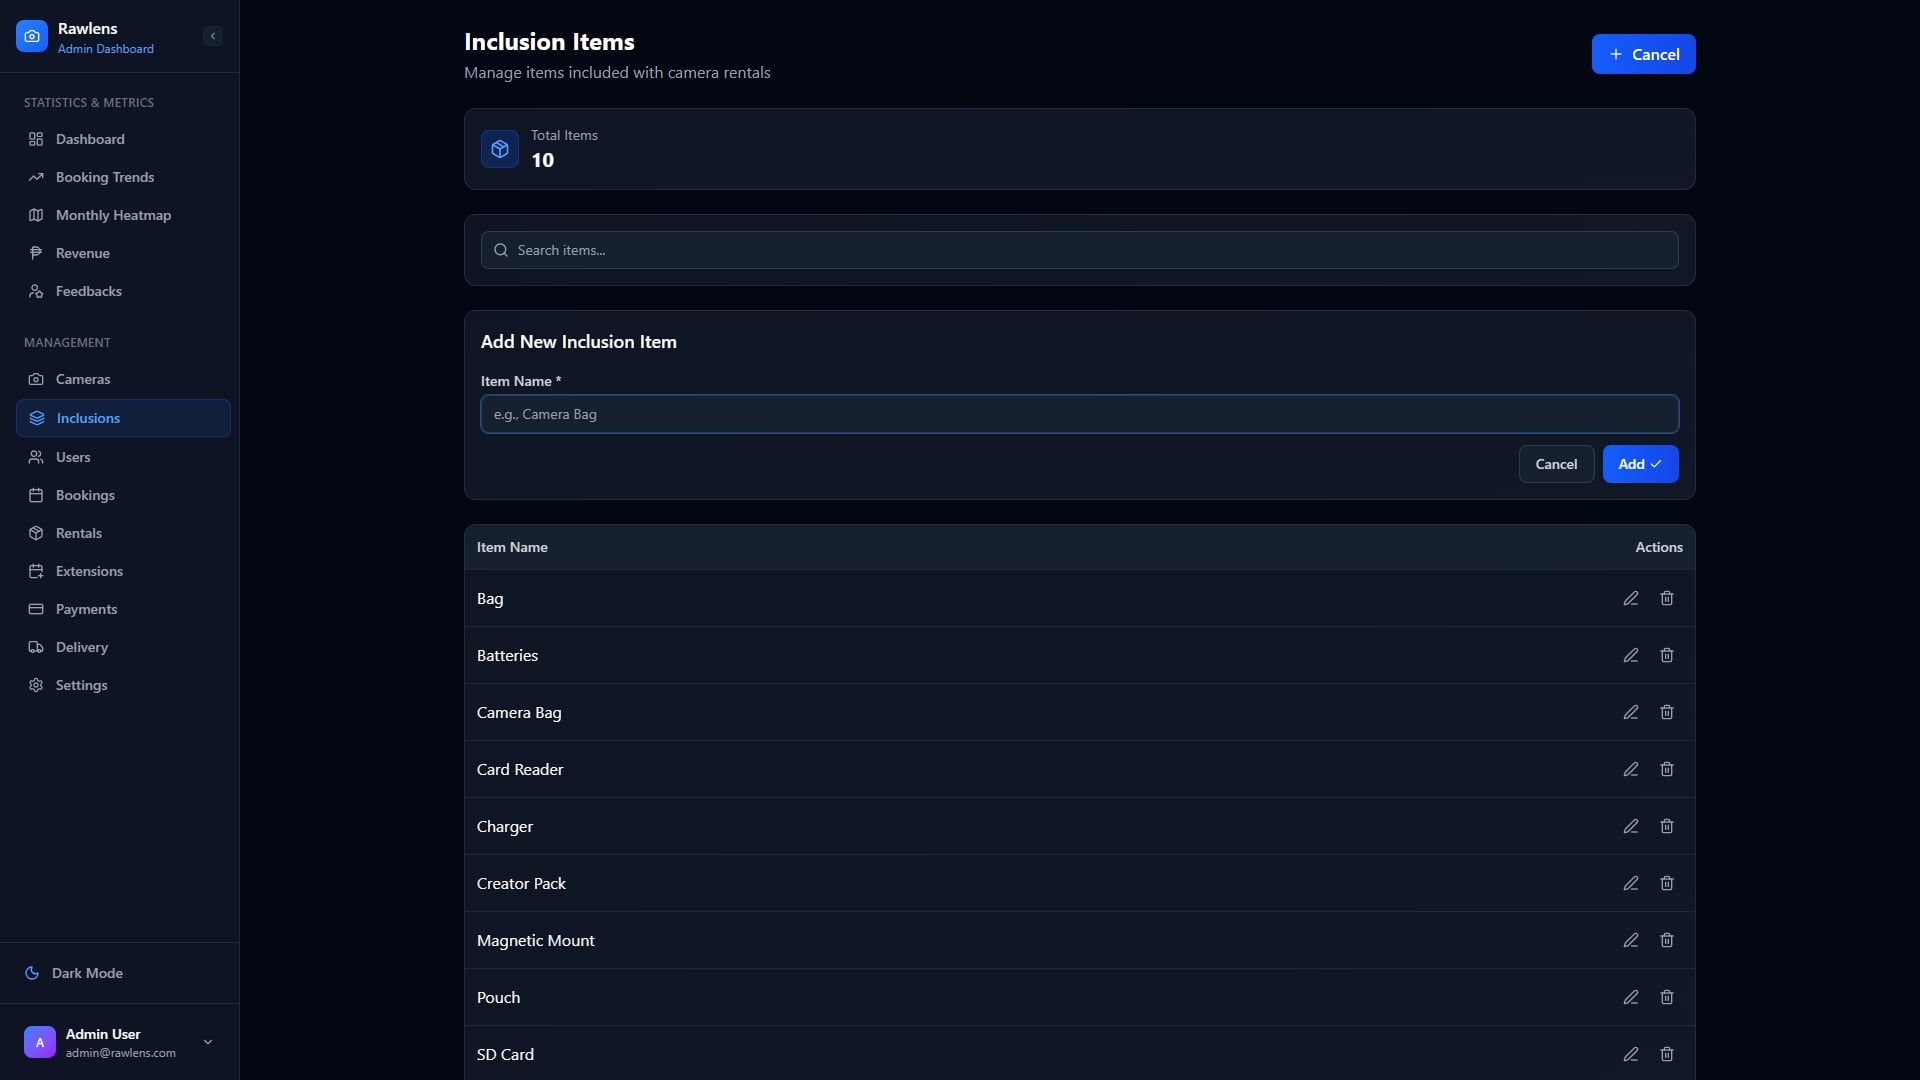 Rawlens
Admin Dashboard
STATISTICS & METRICS
Dashboard
Booking Trends
Monthly Heatmap
Revenue
Feedbacks
MANAGEMENT
Cameras
Inclusions
Users
Bookings
Rentals
Extensions
Payments
Delivery
Settings
Dark Mode
A
Admin User
admin@rawlens.com
Inclusion Items
Manage items included with camera rentals
Cancel
Total Items
10
Search items...
Add New Inclusion Item
Item Name *
e.g., Camera Bag
Cancel
Add
Item Name
Actions
Bag
Batteries
Camera Bag
Card Reader
Charger
Creator Pack
Magnetic Mount
Pouch
SD Card